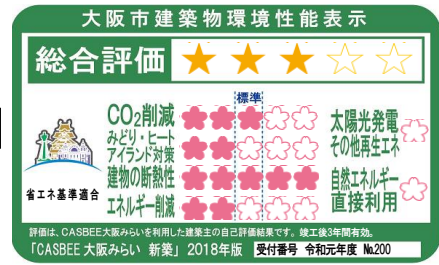 大阪市建築物環境性能表示
総合評価
標準
CO2削減
みどり・ヒート
アイランド対策
建物の断熱性
エネルギー削減
太陽光発電
その他再生エネ
自然エネルギー
直接利用
省エネ基準適合
評価は、CASBEE大阪みらいを利用した建築主の自己評価結果です。竣工後3年間有効。
「CASBEE大阪みらい 新築」2018年版 受付番号 令和元年度 №200